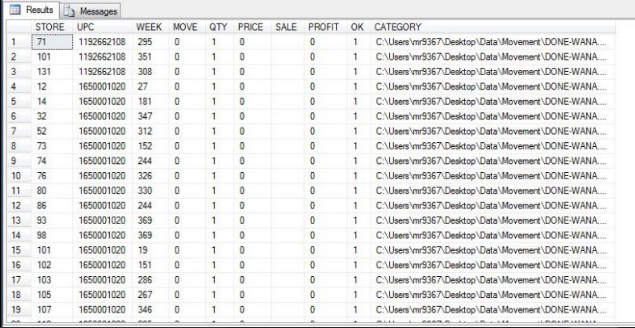 Results Messages
STORE UPC WEEK MOVE QTY PRICE SALE PROFIT OK CATEGORY
1 71 1192662108 295 0 1 0 0 1 C:\Users\mr9367\Desktop\Data\Movement\DONE-WANA....
2 101 1192662108 351 0 1 0 0 1 C:\Users\mr9367\Desktop\Data\Movement\DONE-WANA....
3 131 1192662108 308 0 1 0 0 1 C:\Users\mr9367\Desktop\Data\Movement\DONE-WANA....
4 12 1650001020 27 0 1 0 0 1 C:\Users\mr9367\Desktop\Data\Movement\DONE-WANA....
5 14 1650001020 181 0 1 0 0 1 C:\Users\mr9367\Desktop\Data\Movement\DONE-WANA....
6 32 1650001020 347 0 1 0 0 1 C:\Users\mr9367\Desktop\Data\Movement\DONE-WANA....
7 52 1650001020 312 0 1 0 0 1 C:\Users\mr9367\Desktop\Data\Movement\DONE-WANA....
8 73 1650001020 152 0 1 0 0 1 C:\Users\mr9367\Desktop\Data\Movement\DONE-WANA....
9 74 1650001020 244 0 1 0 0 1 C:\Users\mr9367\Desktop\Data\Movement\DONE-WANA....
10 76 1650001020 326 0 1 0 0 1 C:\Users\mr9367\Desktop\Data\Movement\DONE-WANA....
11 80 1650001020 330 0 1 0 0 1 C:\Users\mr9367\Desktop\Data\Movement\DONE-WANA....
12 86 1650001020 244 0 1 0 0 1 C:\Users\mr9367\Desktop\Data\Movement\DONE-WANA....
13 93 1650001020 369 0 1 0 0 1 C:\Users\mr9367\Desktop\Data\Movement\DONE-WANA....
14 98 1650001020 369 0 1 0 0 1 C:\Users\mr9367\Desktop\Data\Movement\DONE-WANA....
15 101 1650001020 19 0 1 0 0 1 C:\Users\mr9367\Desktop\Data\Movement\DONE-WANA....
16 102 1650001020 151 0 1 0 0 1 C:\Users\mr9367\Desktop\Data\Movement\DONE-WANA....
17 103 1650001020 286 0 1 0 0 1 C:\Users\mr9367\Desktop\Data\Movement\DONE-WANA....
18 105 1650001020 267 0 1 0 0 1 C:\Users\mr9367\Desktop\Data\Movement\DONE-WANA....
19 107 1650001020 346 0 1 0 0 1 C:\Users\mr9367\Desktop\Data\Movement\DONE-WANA....